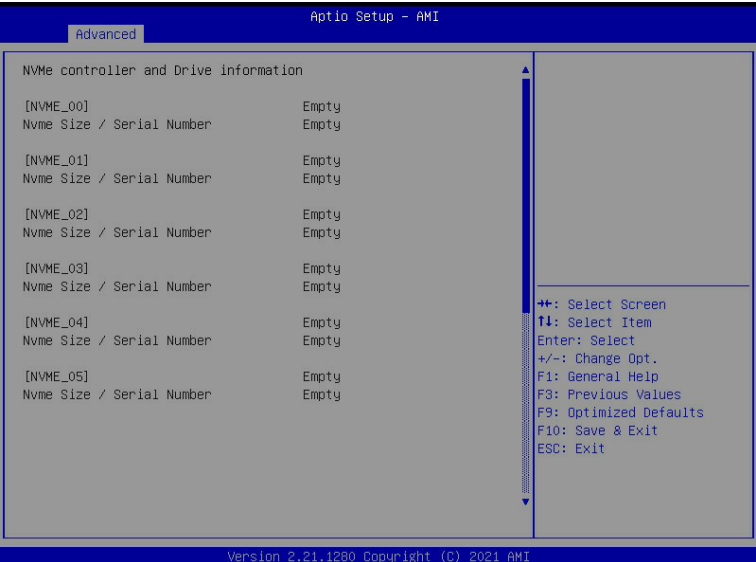 Aptio Setup – AMI
Advanced
NVMe controller and Drive information
[NVME_00] Empty
Nvme Size / Serial Number Empty
[NVME_01] Empty
Nvme Size / Serial Number Empty
[NVME_02] Empty
Nvme Size / Serial Number Empty
[NVME_03] Empty
Nvme Size / Serial Number Empty
[NVME_04] Empty
Nvme Size / Serial Number Empty
[NVME_05] Empty
Nvme Size / Serial Number Empty
→←: Select Screen
↑↓: Select Item
Enter: Select
+/-: Change Opt.
F1: General Help
F3: Previous Values
F9: Optimized Defaults
F10: Save & Exit
ESC: Exit
Version 2.21.1280 Copyright (C) 2021 AMI